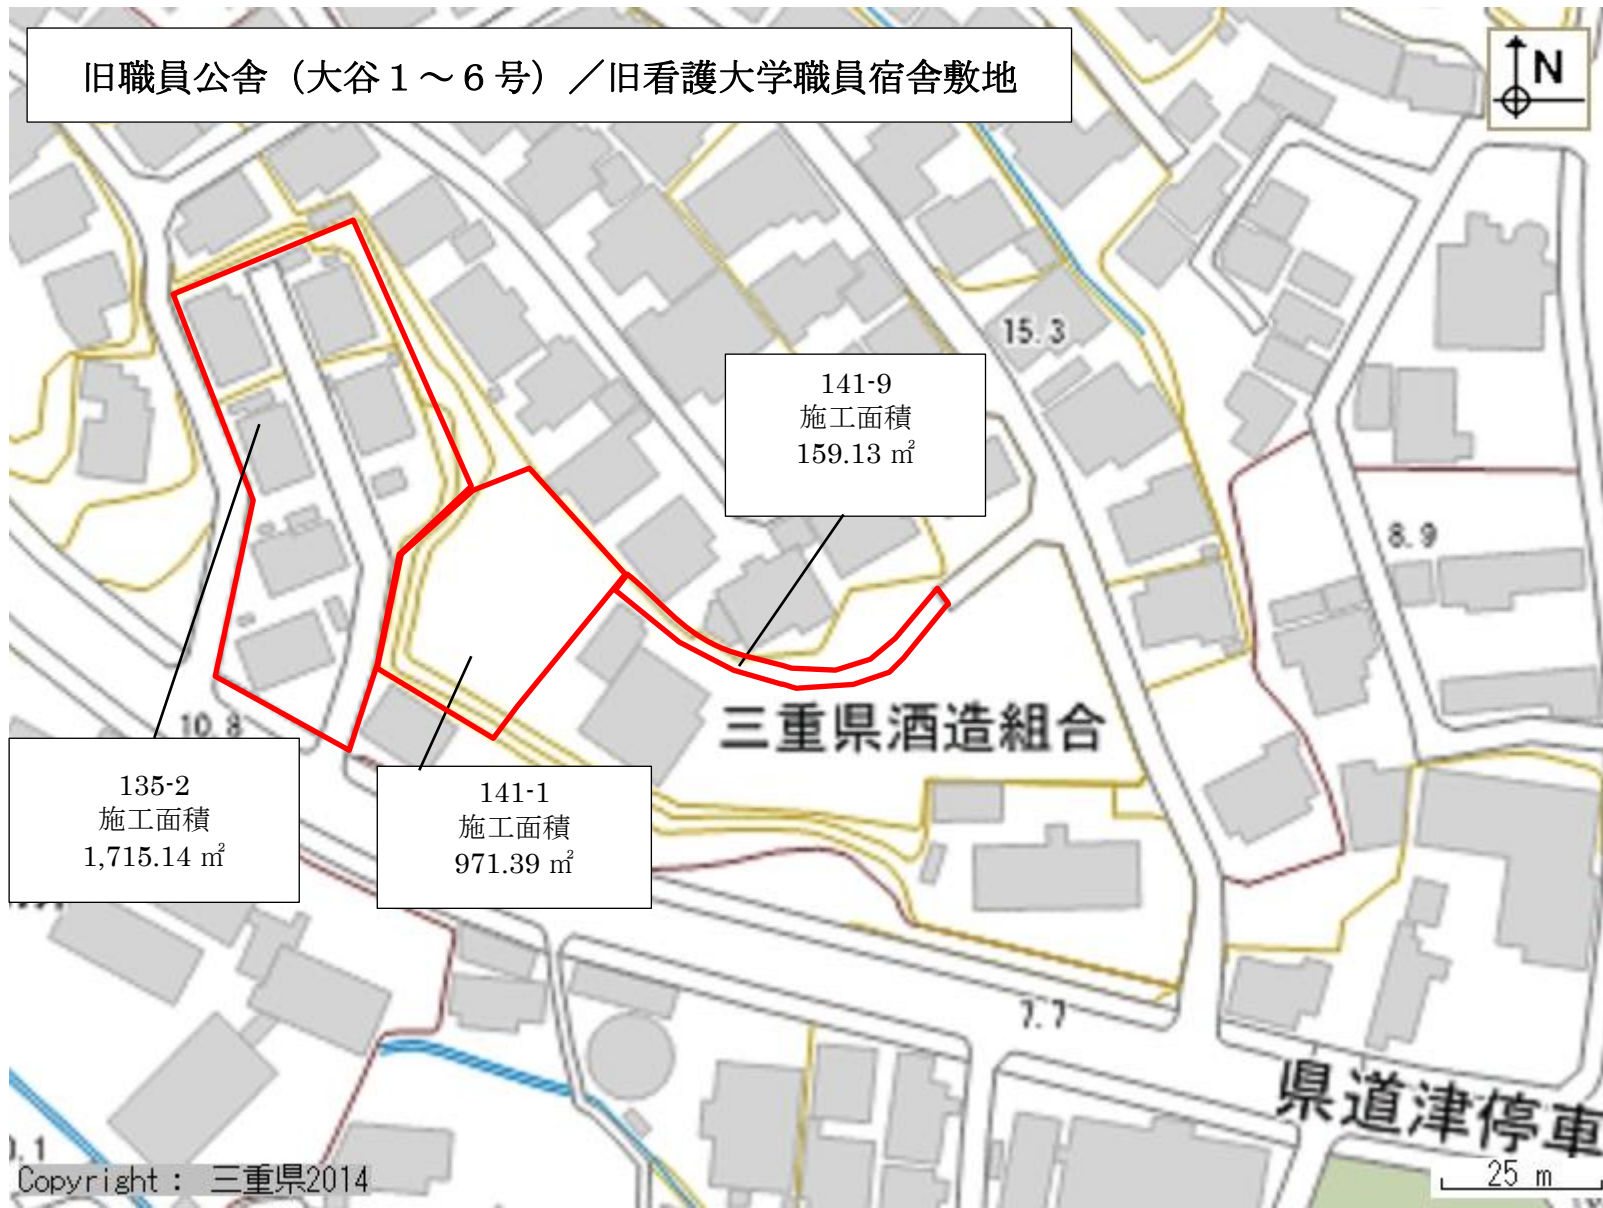 旧職員公舎（大谷１～６号）／旧看護大学職員宿舎敷地
N
15.3
141-9
施工面積
159.13 ㎡
8.9
三重県酒造組合
10.8
135-2
施工面積
1,715.14 ㎡
141-1
施工面積
971.39 ㎡
7.7
県道津停車
Copyright： 三重県2014
25 m